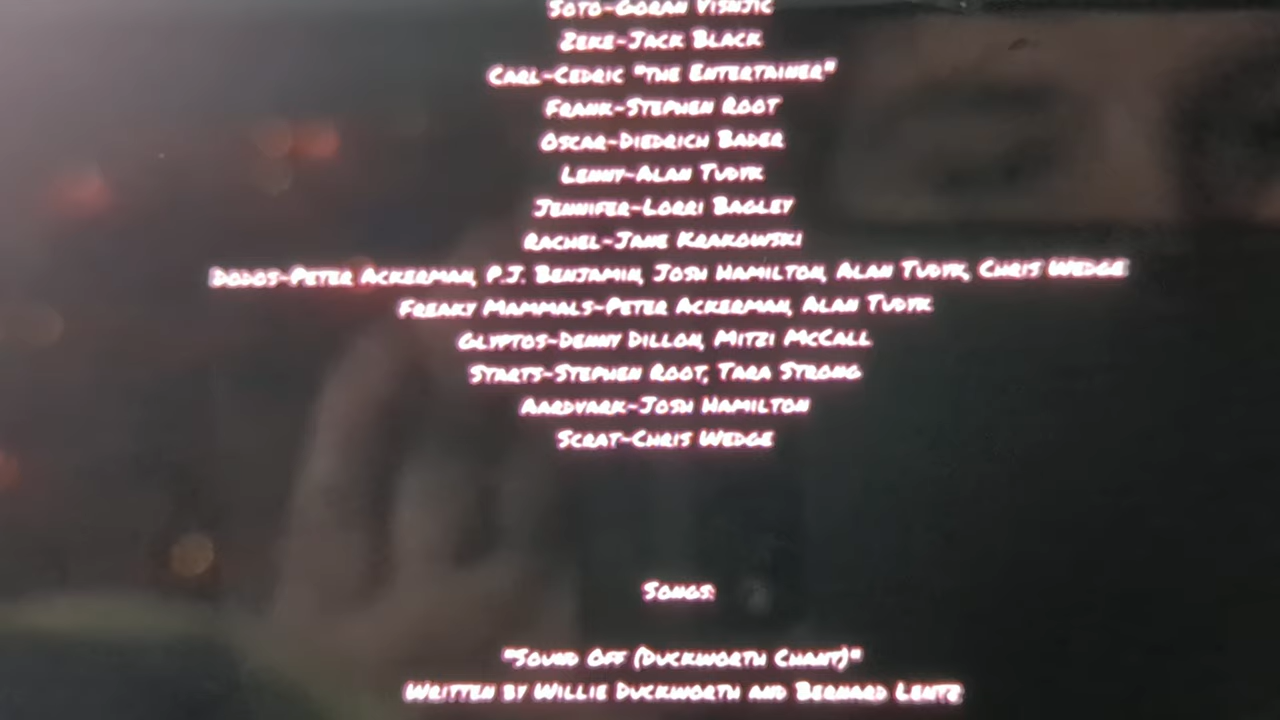 Soto-Goran Visnjic
Zeke-Jack Black
Carl-Cedric "the Entertainer"
Frank-Stephen Root
Oscar-Diedrich Bader
Lenny-Alan Tudyk
Jennifer-Lorri Bagley
Rachel-Jane Krakowski
Dodos-Peter Ackerman, P.J. Benjamin, Josh Hamilton, Alan Tudyk, Chris Wedge
Freaky Mammals-Peter Ackerman, Alan Tudyk
Glyptos-Denny Dillon, Mitzi McCall
Starts-Stephen Root, Tara Strong
Aardvark-Josh Hamilton
Scrat-Chris Wedge
Songs:
"Sound Off (Duckworth Chant)"
Written by Willie Duckworth and Bernard Lentz